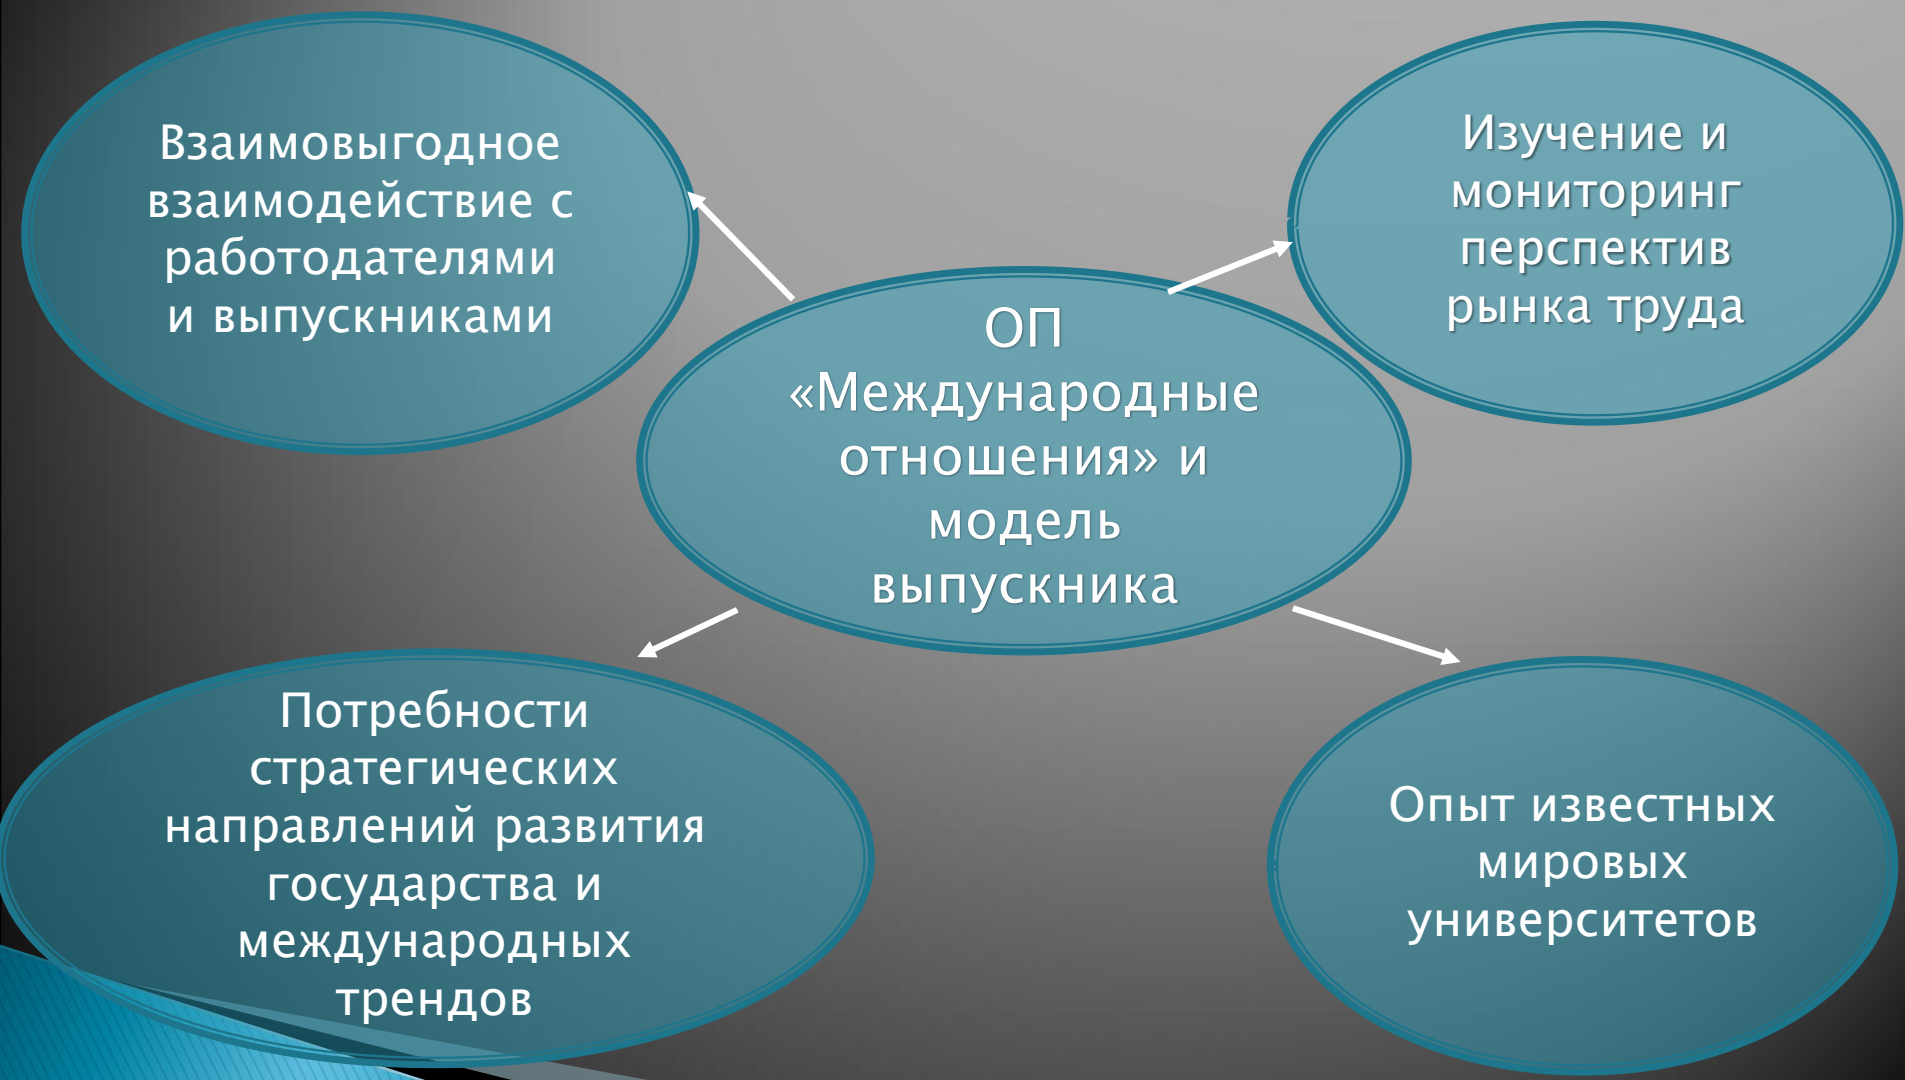 Взаимовыгодное
взаимодействие с
работодателями
и выпускниками
Изучение и
мониторинг
перспектив
рынка труда
ОП
«Международные
отношения» и
модель
выпускника
Потребности
стратегических
направлений развития
государства и
международных
трендов
Опыт известных
мировых
университетов